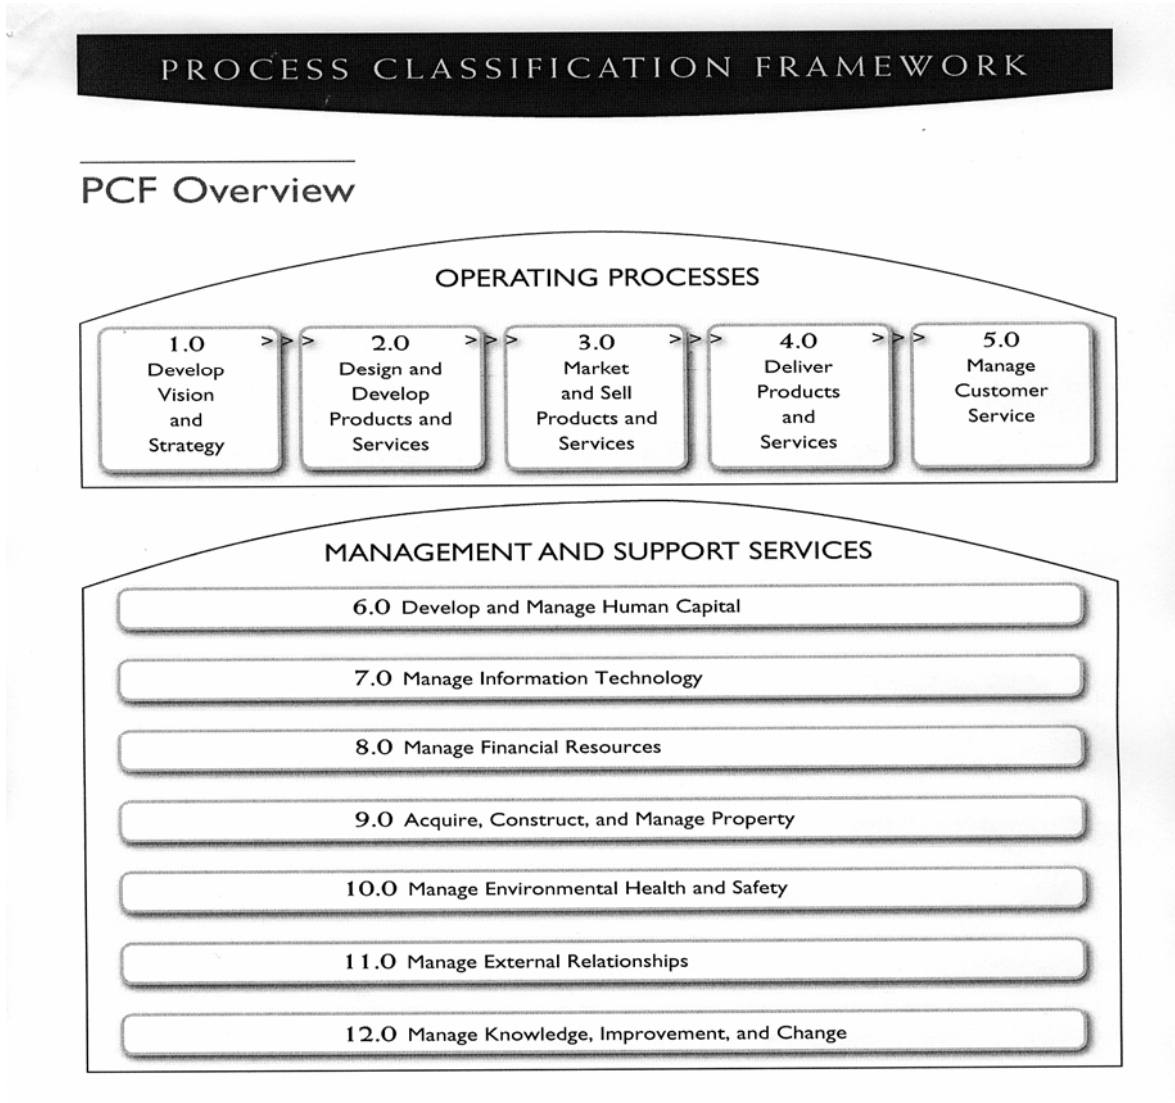 PROCESS CLASSIFICATION FRAMEWORK
PCF Overview
OPERATING PROCESSES
1.0 >>>
Develop
Vision
and
Strategy
2.0 >>>
Design and
Develop
Products and
Services
3.0 >>>
Market
and Sell
Products and
Services
4.0 >>>
Deliver
Products
and
Services
5.0
Manage
Customer
Service
MANAGEMENT AND SUPPORT SERVICES
6.0 Develop and Manage Human Capital
7.0 Manage Information Technology
8.0 Manage Financial Resources
9.0 Acquire, Construct, and Manage Property
10.0 Manage Environmental Health and Safety
11.0 Manage External Relationships
12.0 Manage Knowledge, Improvement, and Change